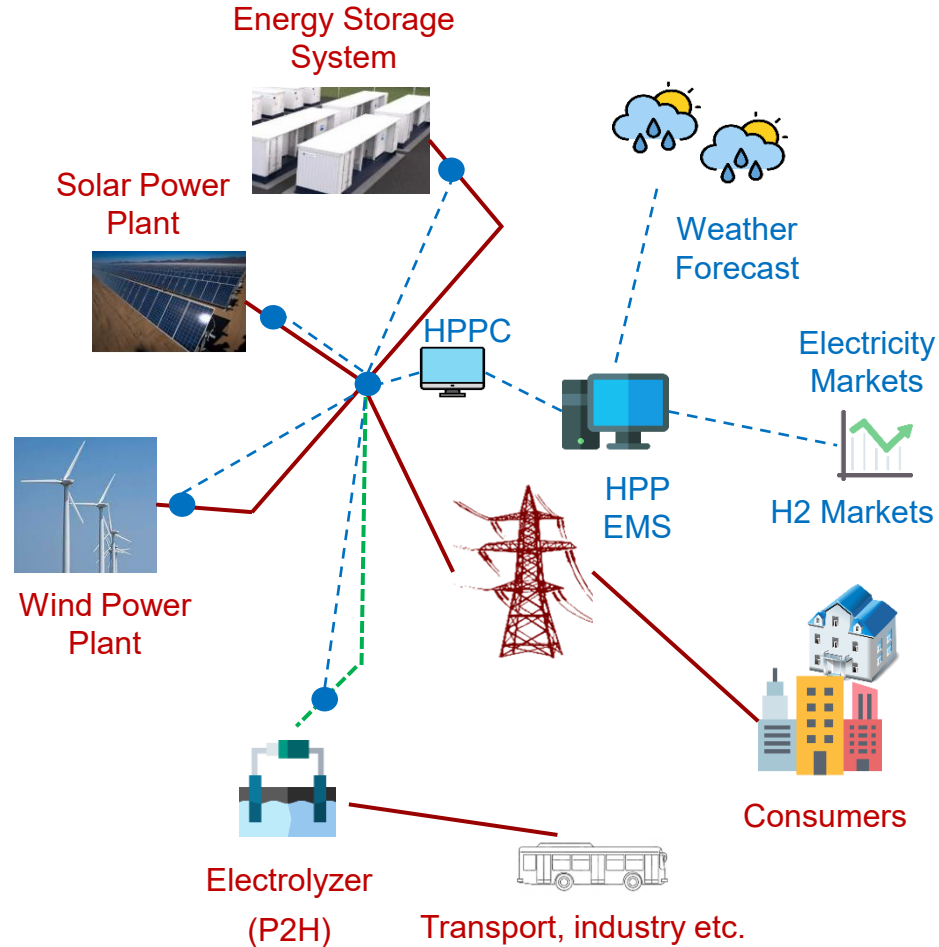 Energy Storage
System
Solar Power
Plant
Weather
Forecast
HPPC
Electricity
Markets
HPP
EMS
H2 Markets
Wind Power
Plant
Consumers
Electrolyzer
(P2H)
Transport, industry etc.